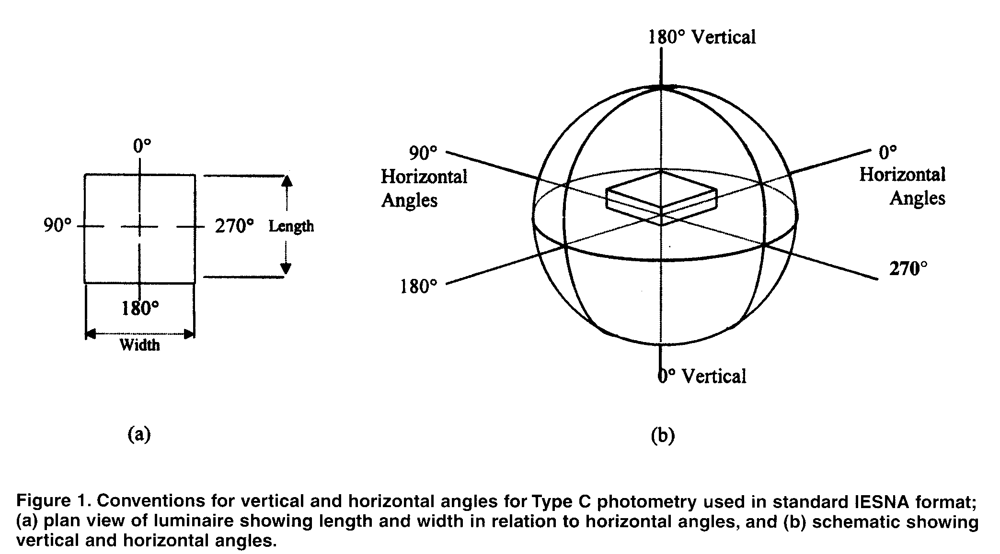 180° Vertical
0°
90°
Horizontal
Angles
0°
Horizontal
Angles
90°
270°
Length
270°
180°
180°
Width
0° Vertical
(a)
(b)
Figure 1. Conventions for vertical and horizontal angles for Type C photometry used in standard IESNA format;
(a) plan view of luminaire showing length and width in relation to horizontal angles, and (b) schematic showing
vertical and horizontal angles.